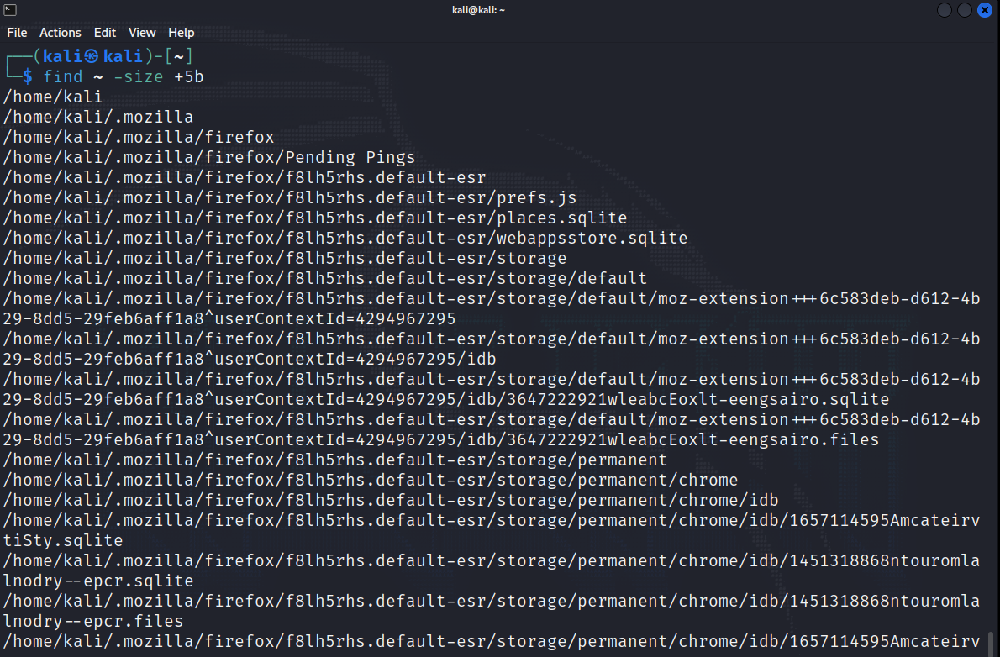 kali@kali: ~
File Actions Edit View Help
┌──(kali㉿kali)-[~]
└─$ find ~ -size +5b
/home/kali
/home/kali/.mozilla
/home/kali/.mozilla/firefox
/home/kali/.mozilla/firefox/Pending Pings
/home/kali/.mozilla/firefox/f8lh5rhs.default-esr
/home/kali/.mozilla/firefox/f8lh5rhs.default-esr/prefs.js
/home/kali/.mozilla/firefox/f8lh5rhs.default-esr/places.sqlite
/home/kali/.mozilla/firefox/f8lh5rhs.default-esr/webappsstore.sqlite
/home/kali/.mozilla/firefox/f8lh5rhs.default-esr/storage
/home/kali/.mozilla/firefox/f8lh5rhs.default-esr/storage/default
/home/kali/.mozilla/firefox/f8lh5rhs.default-esr/storage/default/moz-extension+++6c583deb-d612-4b
29-8dd5-29feb6aff1a8^userContextId=4294967295
/home/kali/.mozilla/firefox/f8lh5rhs.default-esr/storage/default/moz-extension+++6c583deb-d612-4b
29-8dd5-29feb6aff1a8^userContextId=4294967295/idb
/home/kali/.mozilla/firefox/f8lh5rhs.default-esr/storage/default/moz-extension+++6c583deb-d612-4b
29-8dd5-29feb6aff1a8^userContextId=4294967295/idb/3647222921wleabcEoxlt-eengsairo.sqlite
/home/kali/.mozilla/firefox/f8lh5rhs.default-esr/storage/default/moz-extension+++6c583deb-d612-4b
29-8dd5-29feb6aff1a8^userContextId=4294967295/idb/3647222921wleabcEoxlt-eengsairo.files
/home/kali/.mozilla/firefox/f8lh5rhs.default-esr/storage/permanent
/home/kali/.mozilla/firefox/f8lh5rhs.default-esr/storage/permanent/chrome
/home/kali/.mozilla/firefox/f8lh5rhs.default-esr/storage/permanent/chrome/idb
/home/kali/.mozilla/firefox/f8lh5rhs.default-esr/storage/permanent/chrome/idb/1657114595Amcateirv
tiSty.sqlite
/home/kali/.mozilla/firefox/f8lh5rhs.default-esr/storage/permanent/chrome/idb/1451318868ntouromla
lnodry--epcr.sqlite
/home/kali/.mozilla/firefox/f8lh5rhs.default-esr/storage/permanent/chrome/idb/1451318868ntouromla
lnodry--epcr.files
/home/kali/.mozilla/firefox/f8lh5rhs.default-esr/storage/permanent/chrome/idb/1657114595Amcateirv